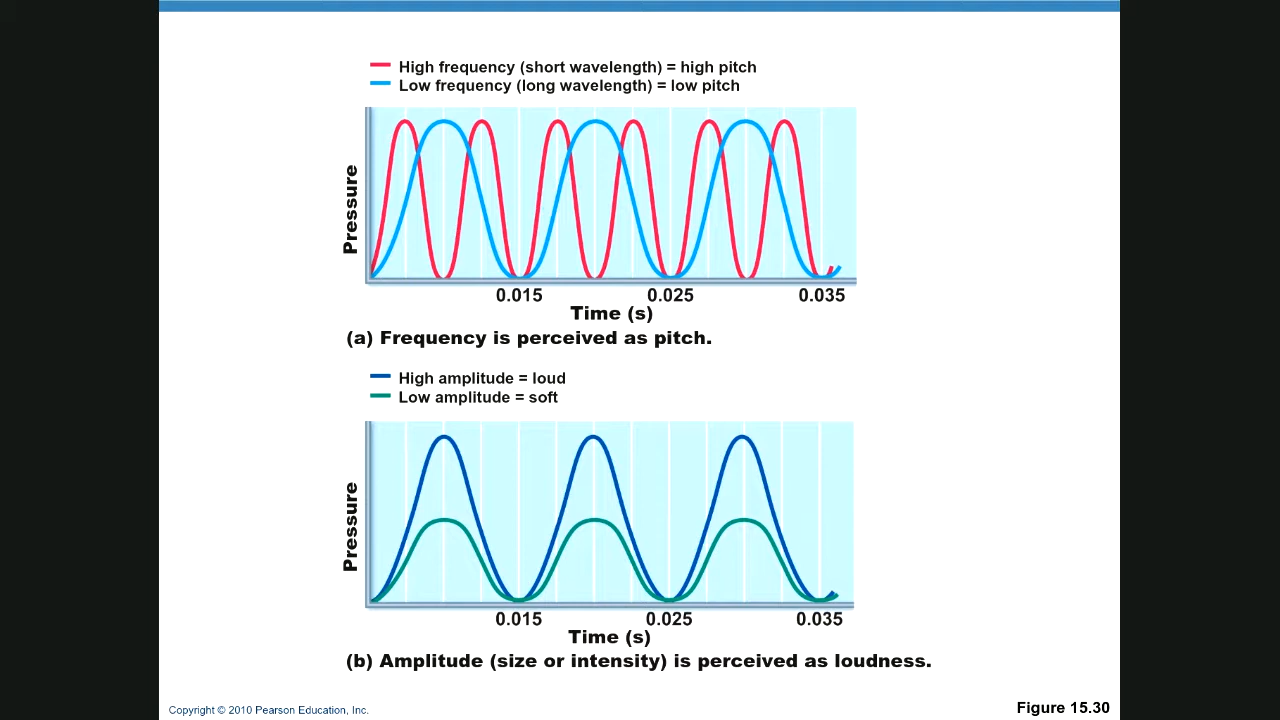 High frequency (short wavelength) = high pitch
Low frequency (long wavelength) = low pitch
Pressure
0.015 0.025 0.035
Time (s)
(a) Frequency is perceived as pitch.
High amplitude = loud
Low amplitude = soft
Pressure
0.015 0.025 0.035
Time (s)
(b) Amplitude (size or intensity) is perceived as loudness.
Copyright © 2010 Pearson Education, Inc.
Figure 15.30